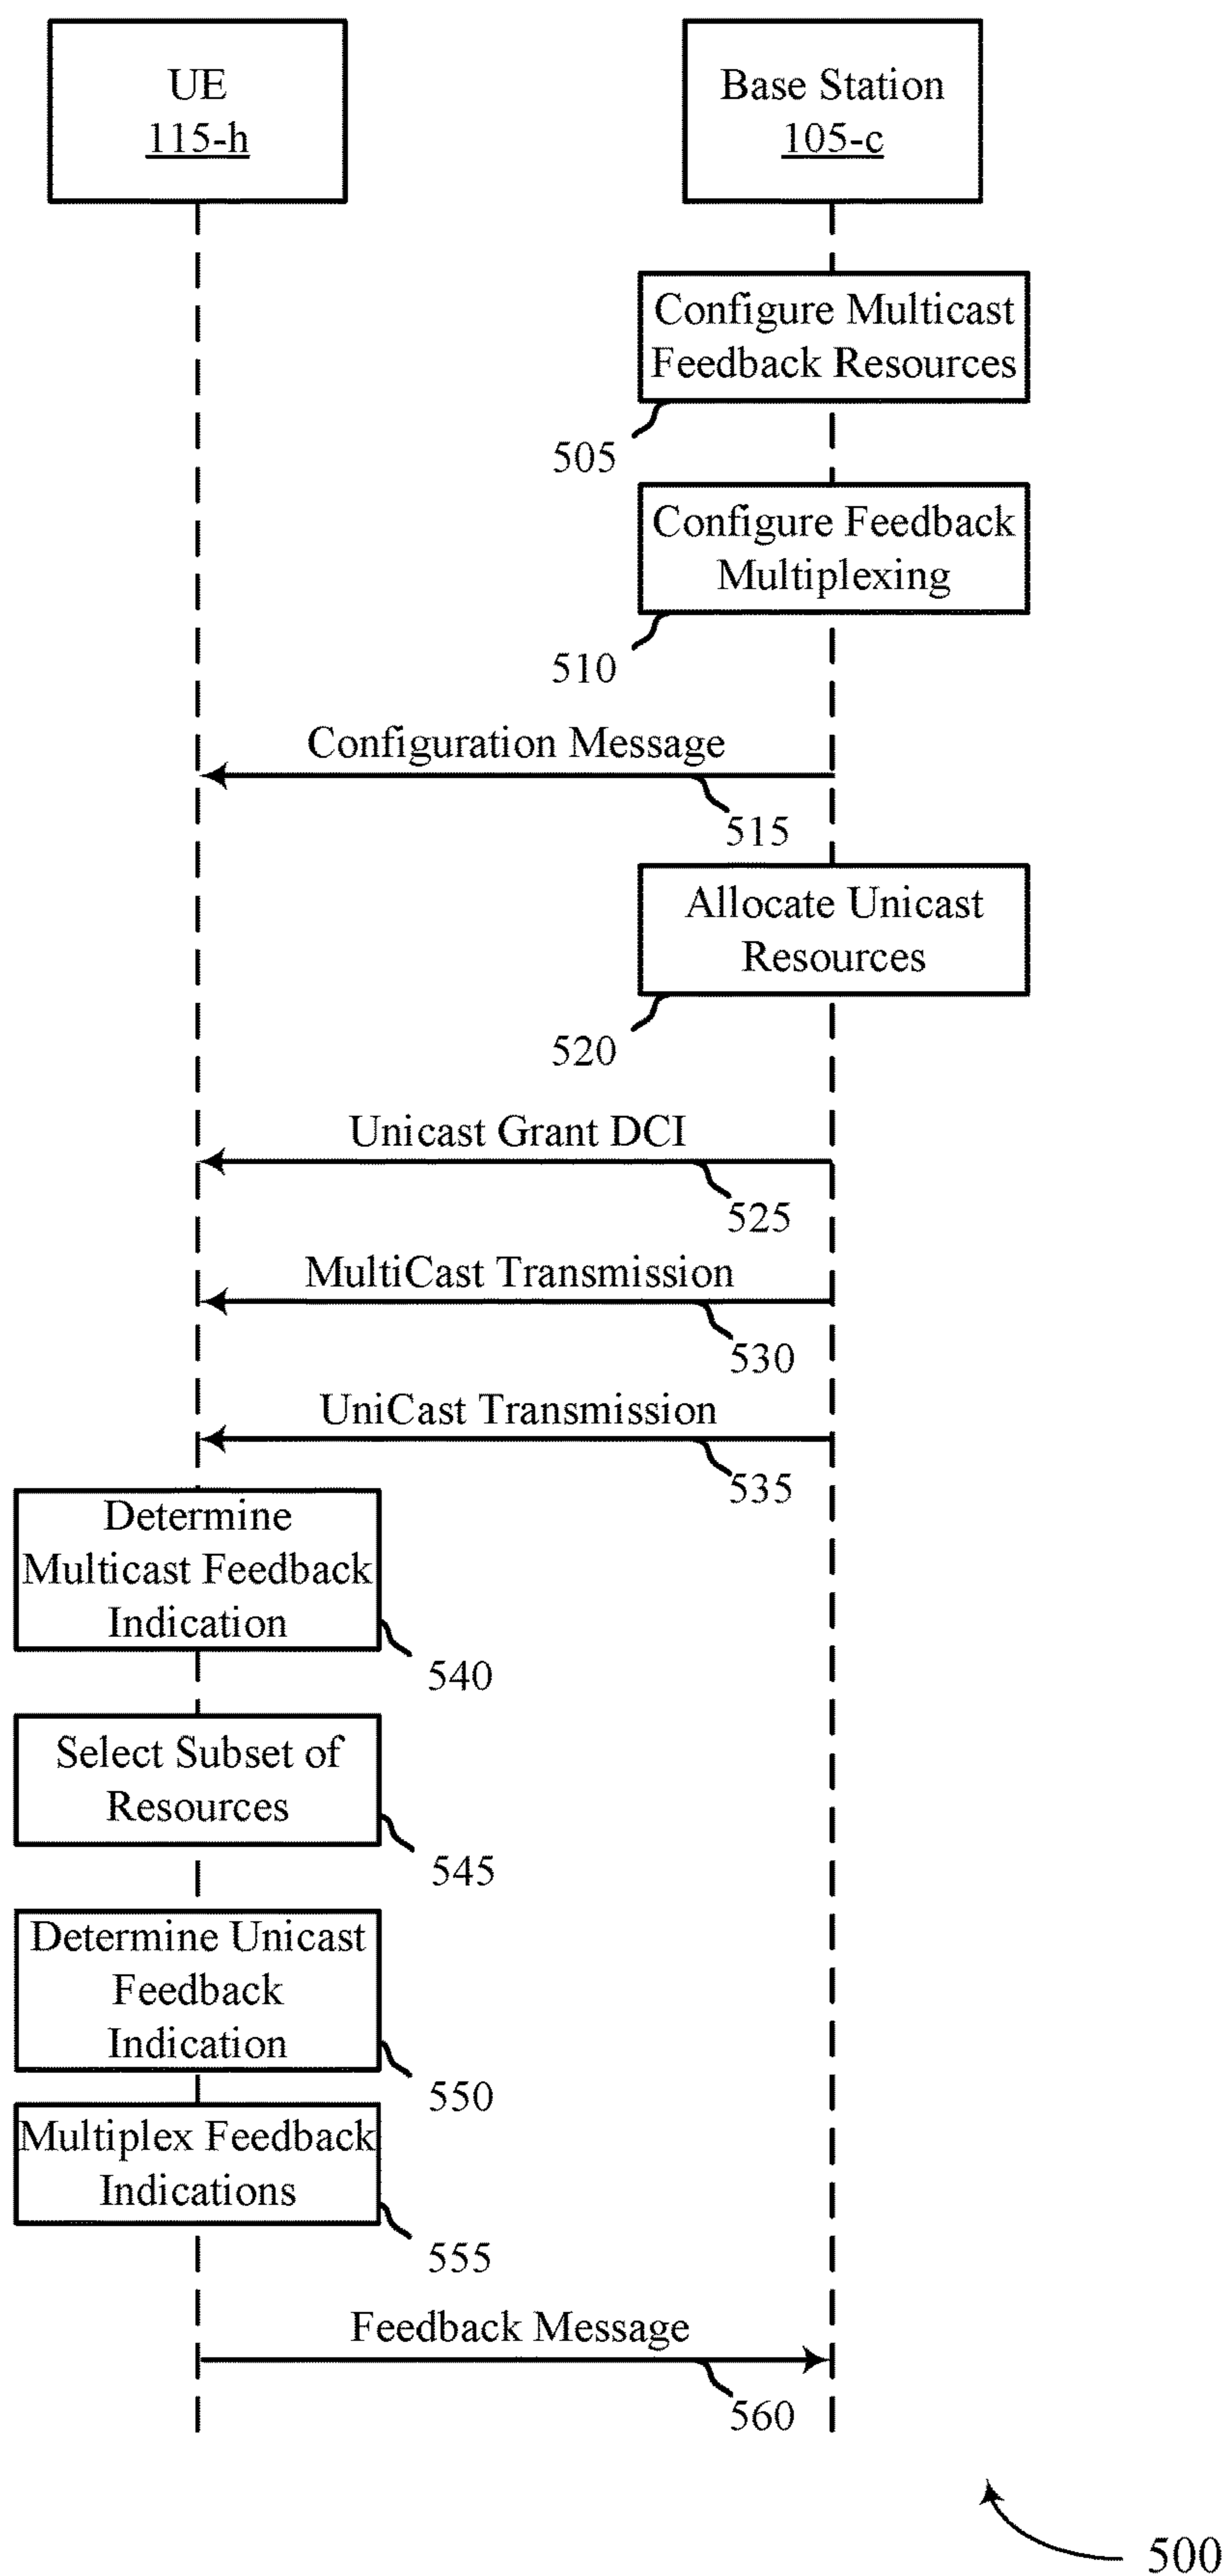 UE
115-h
Base Station
105-c
Configure Multicast
Feedback Resources
505
Configure Feedback
Multiplexing
510
Configuration Message
515
Allocate Unicast
Resources
520
Unicast Grant DCI
525
MultiCast Transmission
530
UniCast Transmission
535
Determine
Multicast Feedback
Indication
540
Select Subset of
Resources
545
Determine Unicast
Feedback
Indication
550
Multiplex Feedback
Indications
555
Feedback Message
560
500